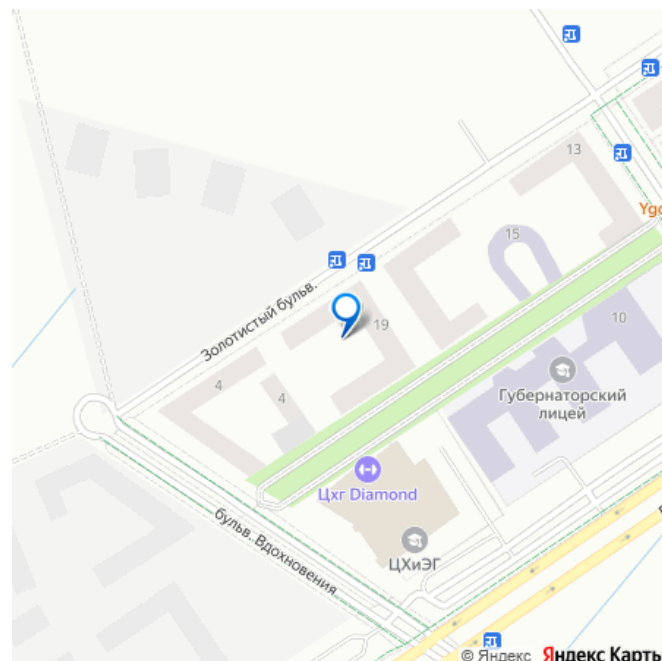 13
Ygo
15
Золотистый бульв.
19
10
4
4
Губернаторский
лицей
Цхг Diamond
бульв. Вдохновения
ЦХиЭГ
© Яндекс Яндекс Карты